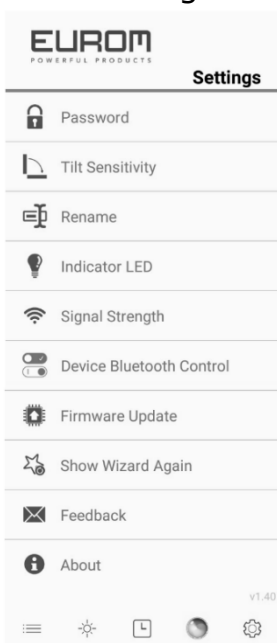 EUROM
POWERFUL PRODUCTS
Settings
Password
Tilt Sensitivity
Rename
Indicator LED
Signal Strength
Device Bluetooth Control
Firmware Update
Show Wizard Again
Feedback
About
v1.40